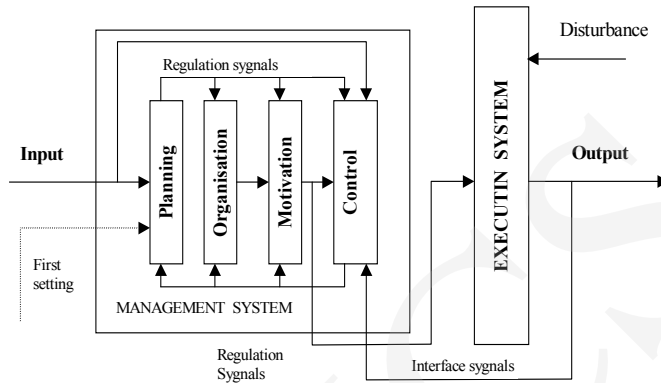 Disturbance
Regulation sygnals
Input
Planning
Organisation
Motivation
Control
EXECUTIN SYSTEM
Output
First
setting
MANAGEMENT SYSTEM
Regulation
Sygnals
Interface sygnals